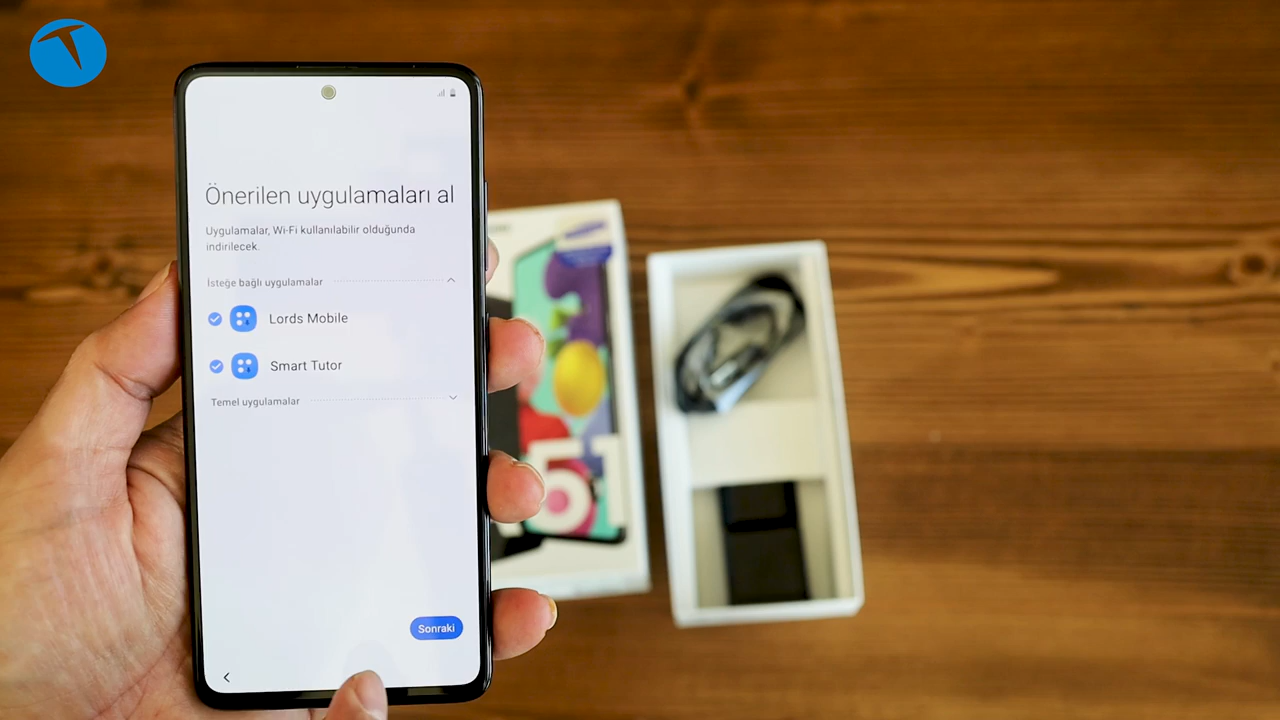 Önerilen uygulamaları al
Uygulamalar, Wi-Fi kullanılabilir olduğunda
indirilecek.
İsteğe bağlı uygulamalar
Lords Mobile
Smart Tutor
Temel uygulamalar
Sonraki
51